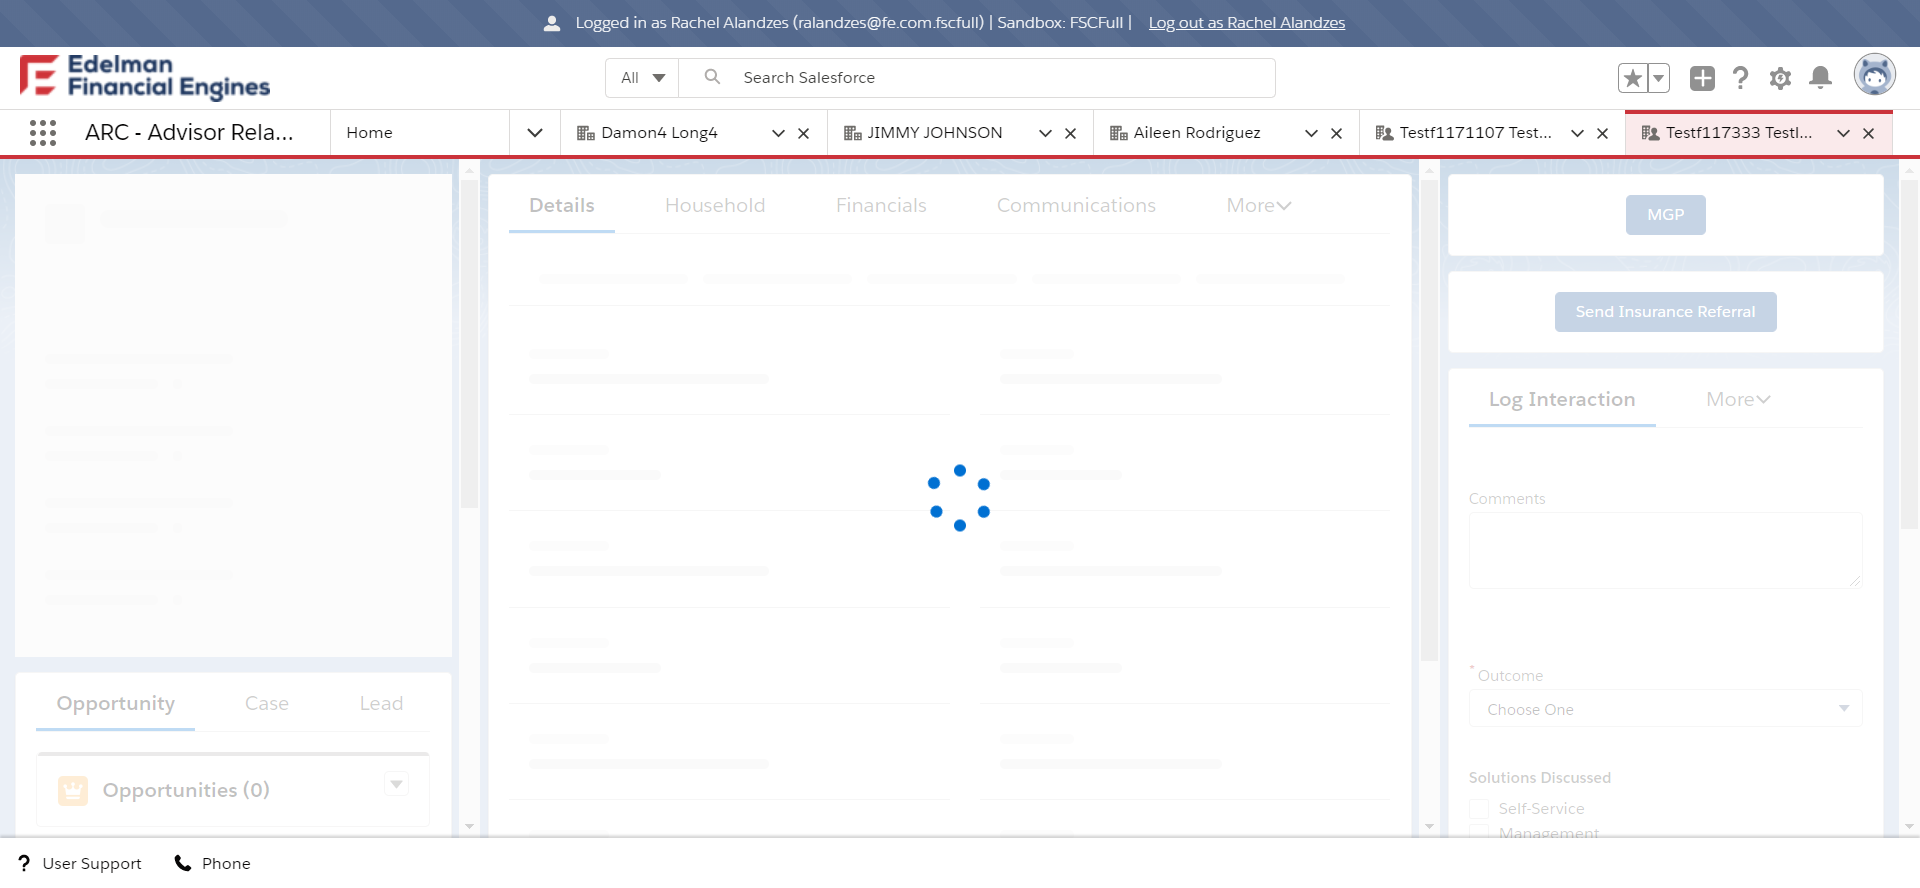 Logged in as Rachel Alandzes (ralandzes@fe.com.fscfull) | Sandbox: FSCFull | Log out as Rachel Alandzes
Edelman
Financial Engines
All
Search Salesforce
ARC - Advisor Rela...
Home
Damon4 Long4
JIMMY JOHNSON
Aileen Rodriguez
Testf1171107 Test...
Testf117333 Testl...
Details
Household
Financials
Communications
More
MGP
Send Insurance Referral
Log Interaction
More
Comments
* Outcome
Choose One
Solutions Discussed
Self-Service
Management
Opportunity
Case
Lead
Opportunities (0)
User Support
Phone